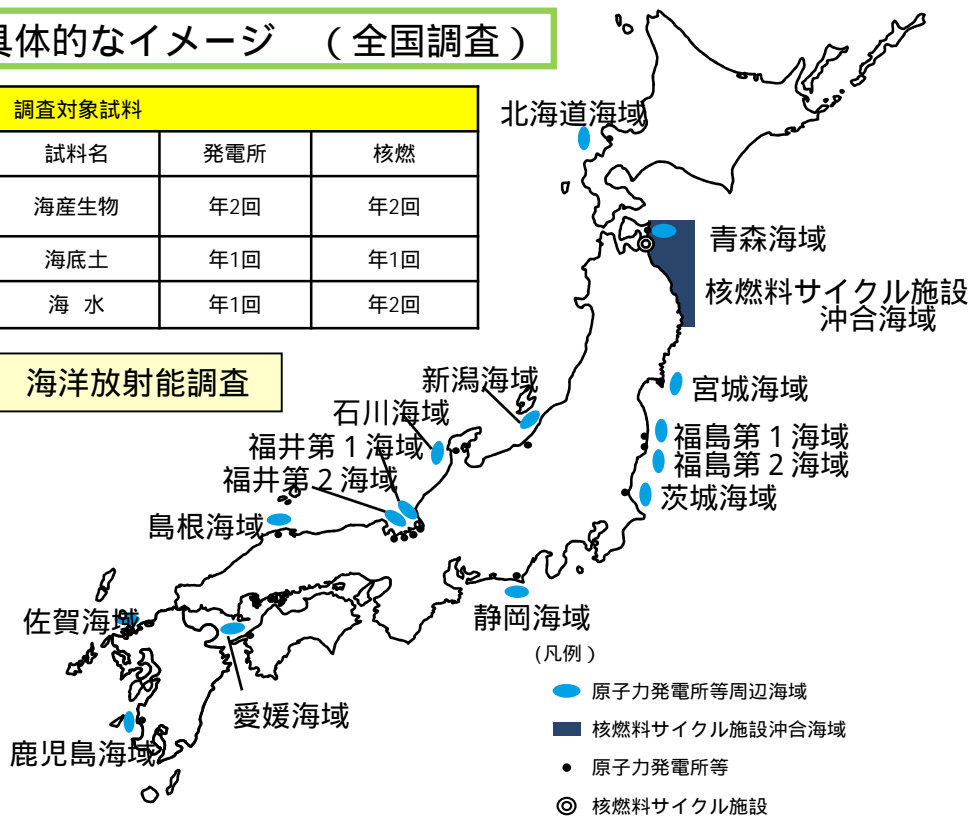 具体的なイメージ　（全国調査）
調査対象試料
試料名 発電所 核燃
海産生物 年2回 年2回
海底土 年1回 年1回
海 水 年1回 年2回
海洋放射能調査
北海道海域
青森海域
核燃料サイクル施設
沖合海域
宮城海域
福島第１海域
福島第２海域
茨城海域
新潟海域
石川海域
福井第１海域
福井第２海域
島根海域
佐賀海域
愛媛海域
鹿児島海域
静岡海域
(凡例）
原子力発電所等周辺海域
核燃料サイクル施設沖合海域
原子力発電所等
核燃料サイクル施設